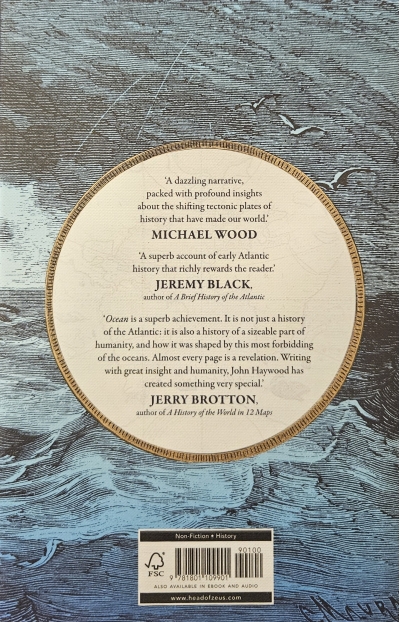 'A dazzling narrative,
packed with profound insights
about the shifting tectonic plates of
history that have made our world.'
MICHAEL WOOD
'A superb account of early Atlantic
history that richly rewards the reader.'
JEREMY BLACK,
author of A Brief History of the Atlantic
'Ocean is a superb achievement. It is not just a history
of the Atlantic: it is also a history of a sizeable part of
humanity, and how it was shaped by this most forbidding
of the oceans. Almost every page is a revelation. Writing
with great insight and humanity, John Haywood has
created something very special.'
JERRY BROTTON,
author of A History of the World in 12 Maps
Non-Fiction • History
90100
FSC
9 781801 109901
ALSO AVAILABLE IN EBOOK AND AUDIO
www.headofzeus.com